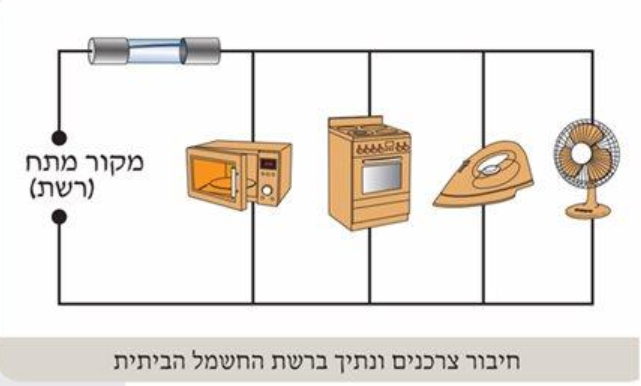 מקור מתח
(רשת)
חיבור צרכנים ונתיך ברשת החשמל הביתית